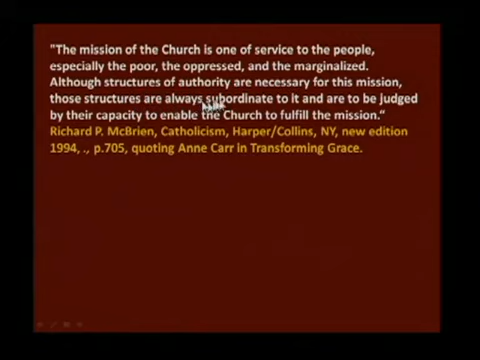 "The mission of the Church is one of service to the people,
especially the poor, the oppressed, and the marginalized.
Although structures of authority are necessary for this mission,
those structures are always subordinate to it and are to be judged
by their capacity to enable the Church to fulfill the mission.“
Richard P. McBrien, Catholicism, Harper/Collins, NY, new edition
1994, ., p.705, quoting Anne Carr in Transforming Grace.